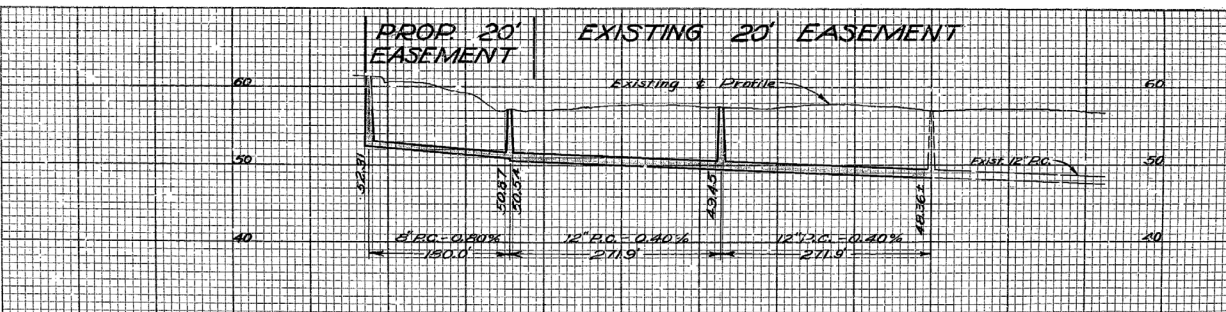 PROP. 20' EXISTING 20' EASEMENT
EASEMENT
60 Existing ℄ Profile 60
50 Exist. 12" P.C. 50
52.31 50.87 50.54 49.45 48.36±
40 8" P.C. - 0.80% 12" P.C. - 0.40% 12" P.C. - 0.40% 40
180.0' 271.9' 271.9'